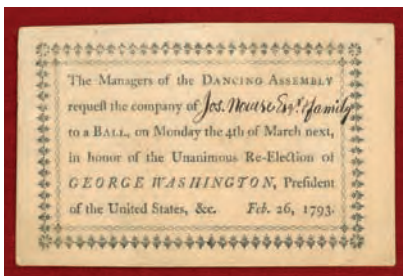 The Managers of the DANCING ASSEMBLY
requeſt the company of Jos. Nourse Esqr. & family
to a BALL, on Monday the 4th of March next,
in honor of the Unanimous Re-Election of
GEORGE WASHINGTON, Preſident
of the United States, &c. Feb. 26, 1793.